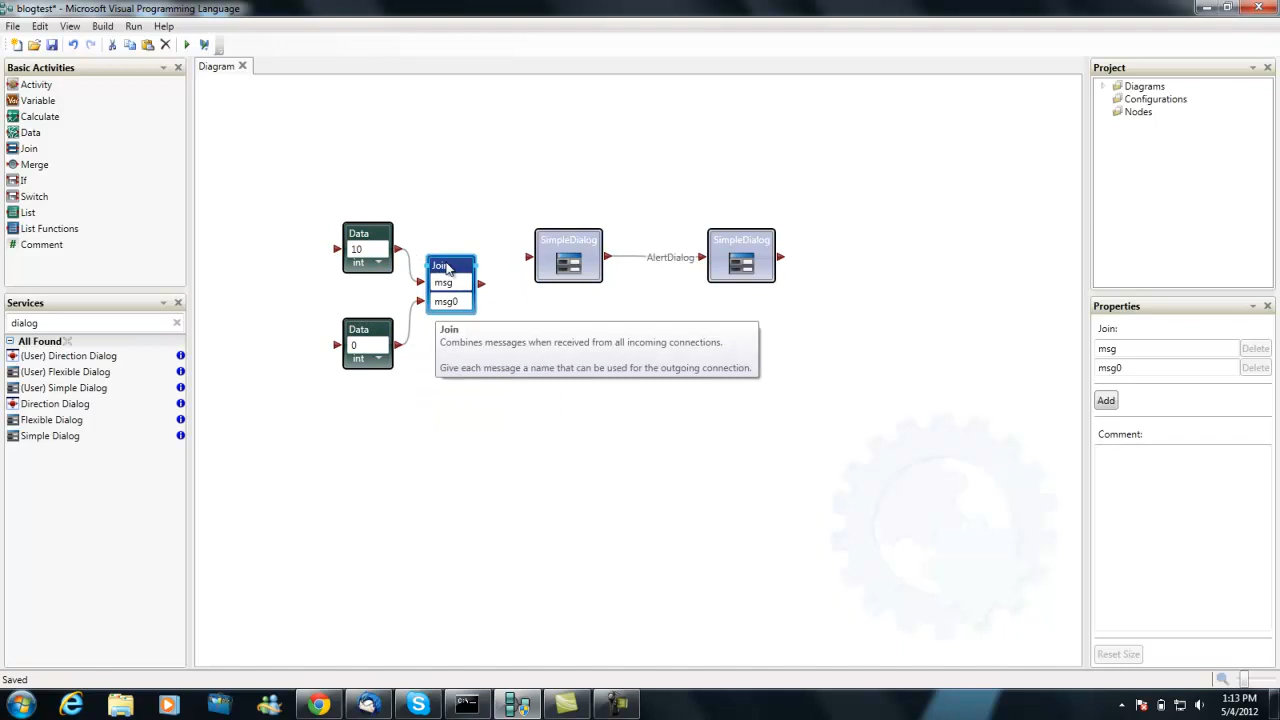 blogtest* - Microsoft Visual Programming Language
File Edit View Build Run Help
Basic Activities
Activity
Variable
Calculate
Data
Join
Merge
If
Switch
List
List Functions
Comment
Services
dialog
All Found
(User) Direction Dialog
(User) Flexible Dialog
(User) Simple Dialog
Direction Dialog
Flexible Dialog
Simple Dialog
Diagram
Data
10
int
Data
0
int
Join
msg
msg0
SimpleDialog
AlertDialog
SimpleDialog
Join
Combines messages when received from all incoming connections.
Give each message a name that can be used for the outgoing connection.
Project
Diagrams
Configurations
Nodes
Properties
Join:
msg Delete
msg0 Delete
Add
Comment:
Reset Size
Saved
1:13 PM
5/4/2012